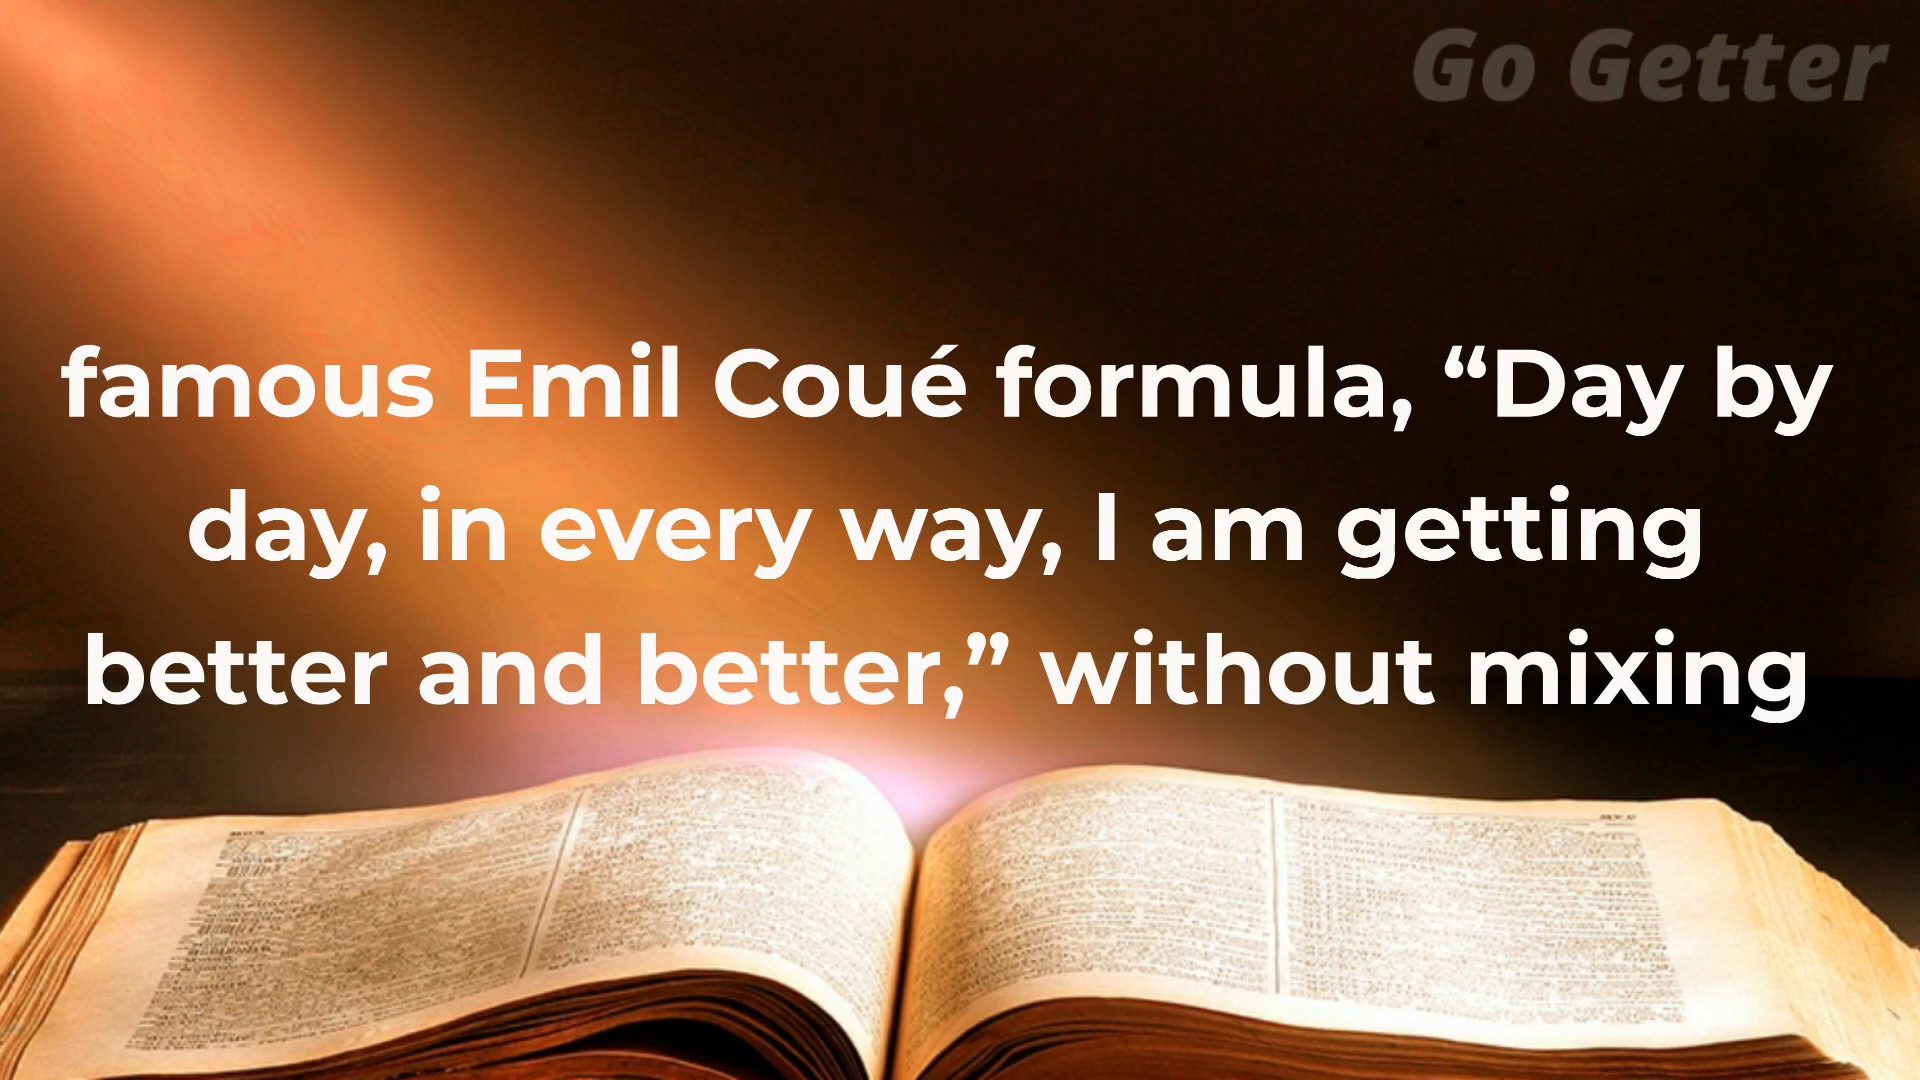 Go Getter
famous Emil Coué formula, “Day by
day, in every way, I am getting
better and better,” without mixing